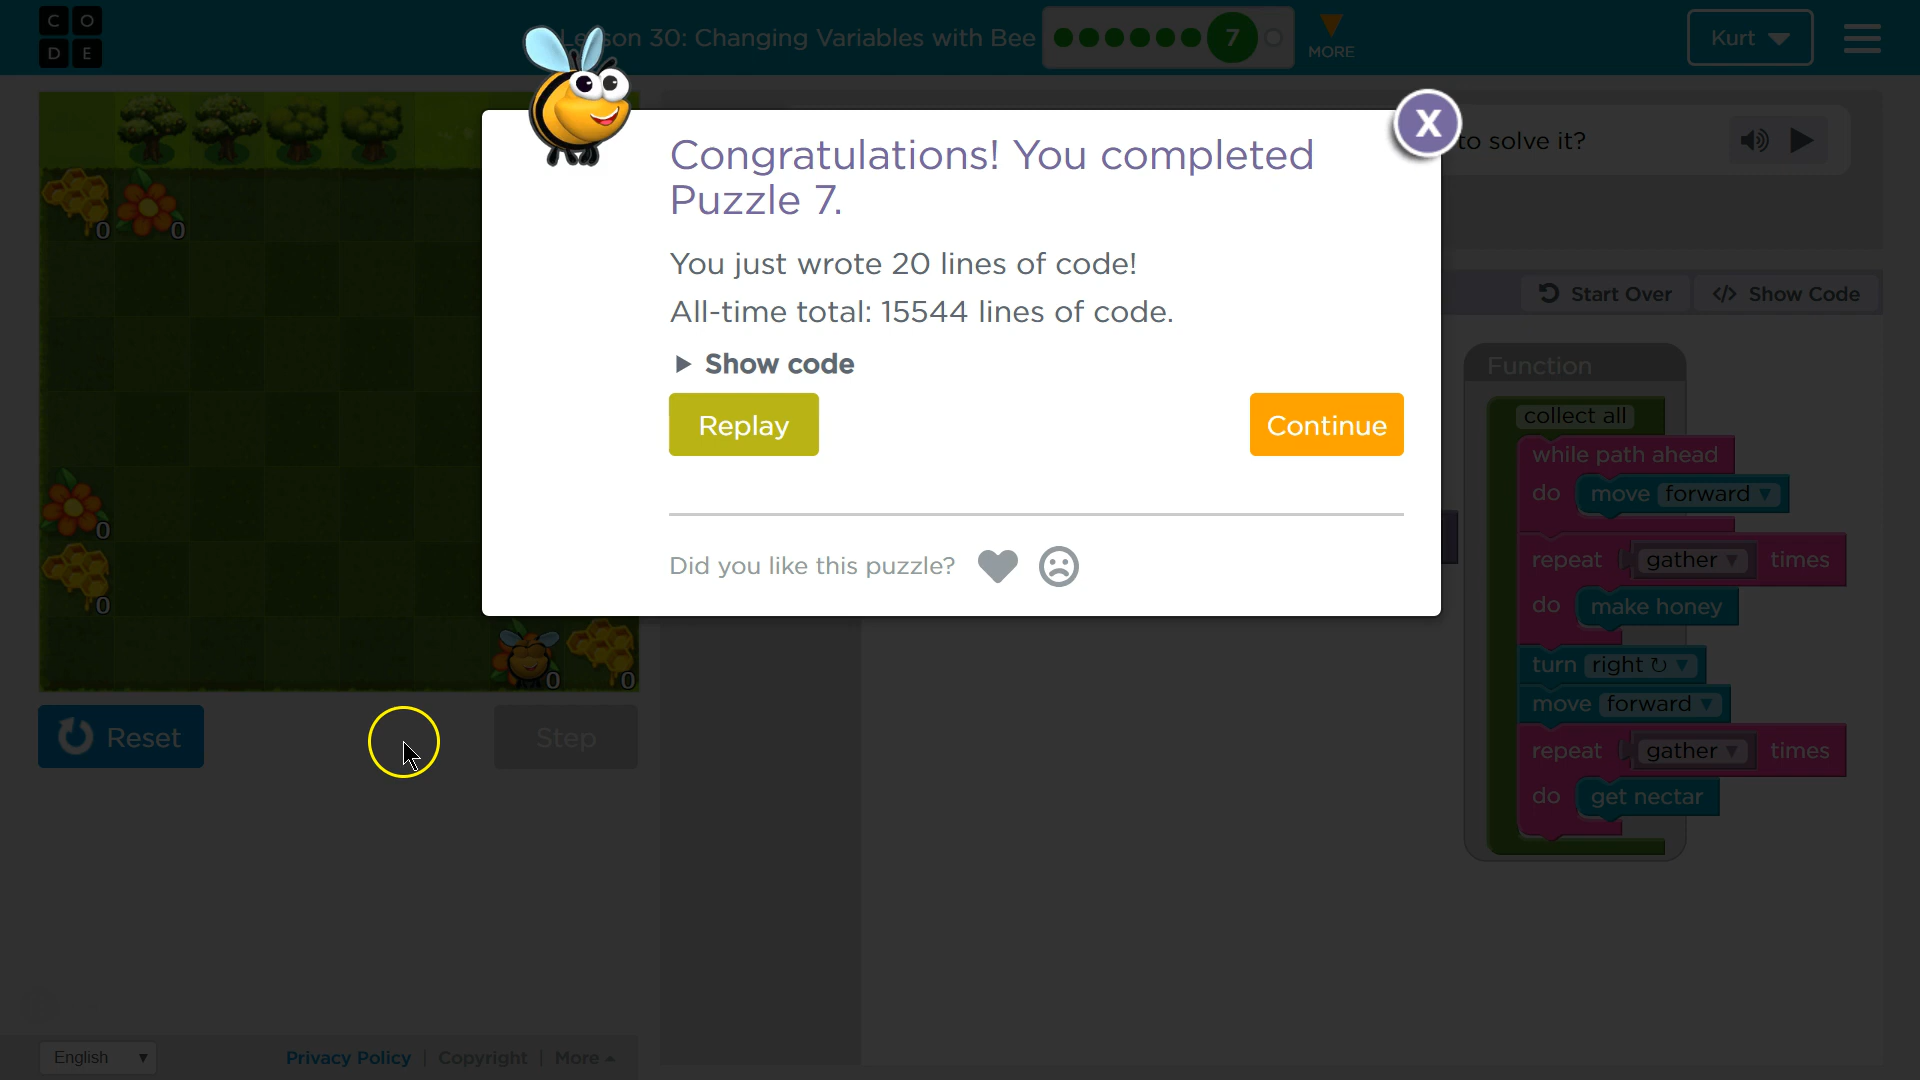 C O
D E
Lesson 30: Changing Variables with Bee
7
MORE
Kurt
to solve it?
Congratulations! You completed
Puzzle 7.
X
You just wrote 20 lines of code!
All-time total: 15544 lines of code.
Show code
Replay
Continue
Did you like this puzzle?
Start Over
</> Show Code
0
0
0
0
0
0
Reset
Step
Function
collect all
while path ahead
do move forward
repeat gather times
do make honey
turn right ↻
move forward
repeat gather times
do get nectar
English
Privacy Policy | Copyright | More